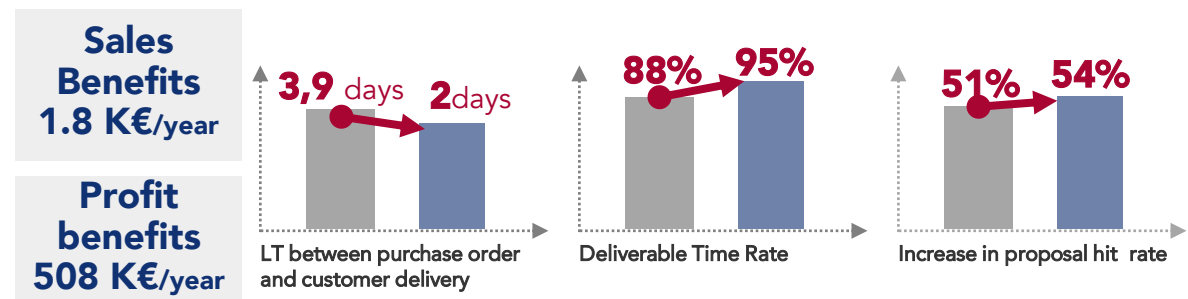 Sales
Benefits
1.8 K€/year
Profit
benefits
508 K€/year
3,9 days
2days
LT between purchase order
and customer delivery
88%
95%
Deliverable Time Rate
51%
54%
Increase in proposal hit rate